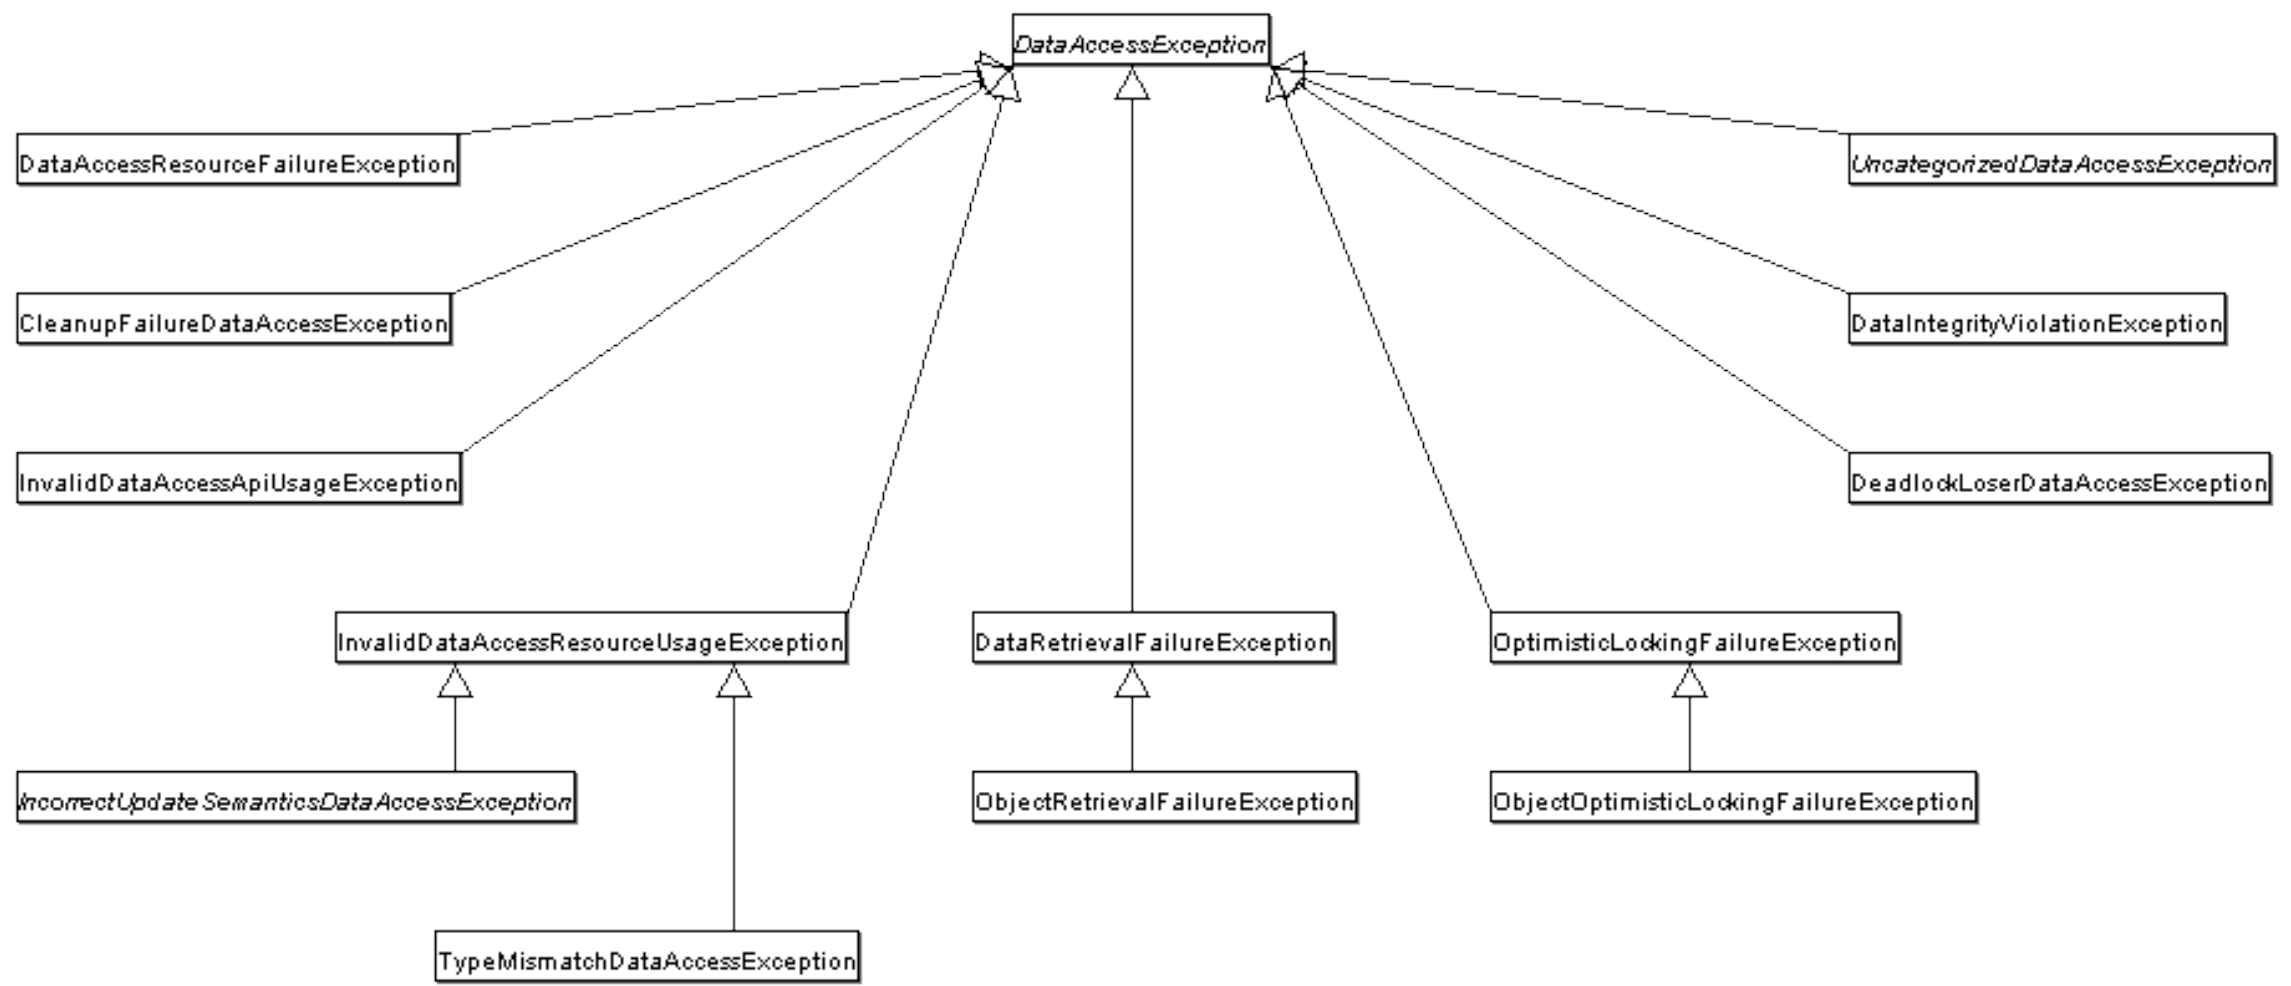 DataAccessException
DataAccessResourceFailureException
UncategorizedDataAccessException
CleanupFailureDataAccessException
DataIntegrityViolationException
InvalidDataAccessApiUsageException
DeadlockLoserDataAccessException
InvalidDataAccessResourceUsageException
DataRetrievalFailureException
OptimisticLockingFailureException
IncorrectUpdateSemanticsDataAccessException
ObjectRetrievalFailureException
ObjectOptimisticLockingFailureException
TypeMismatchDataAccessException